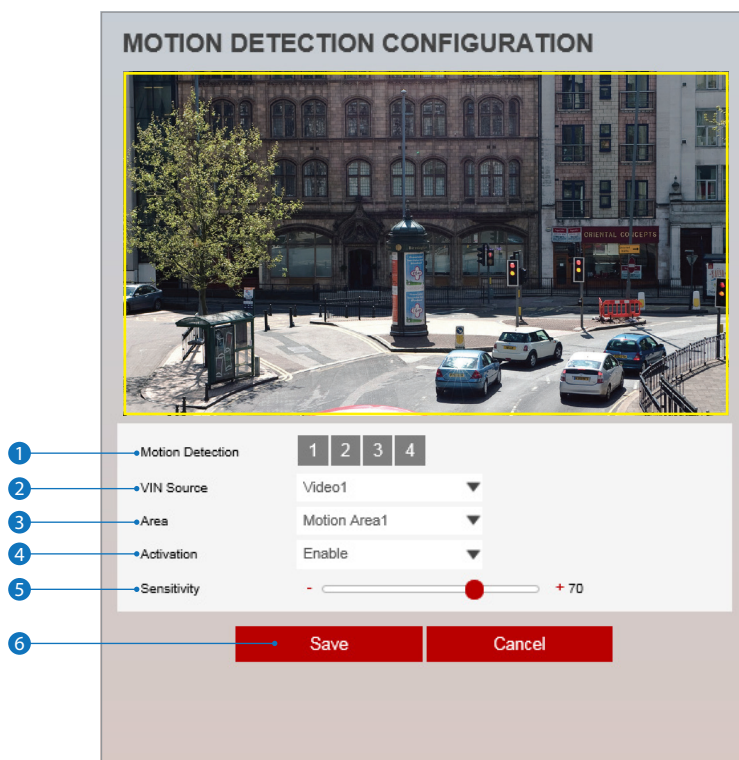 MOTION DETECTION CONFIGURATION
ORIENTAL CONCEPTS
1 Motion Detection 1 2 3 4
2 VIN Source Video1
3 Area Motion Area1
4 Activation Enable
5 Sensitivity - + 70
6 Save Cancel